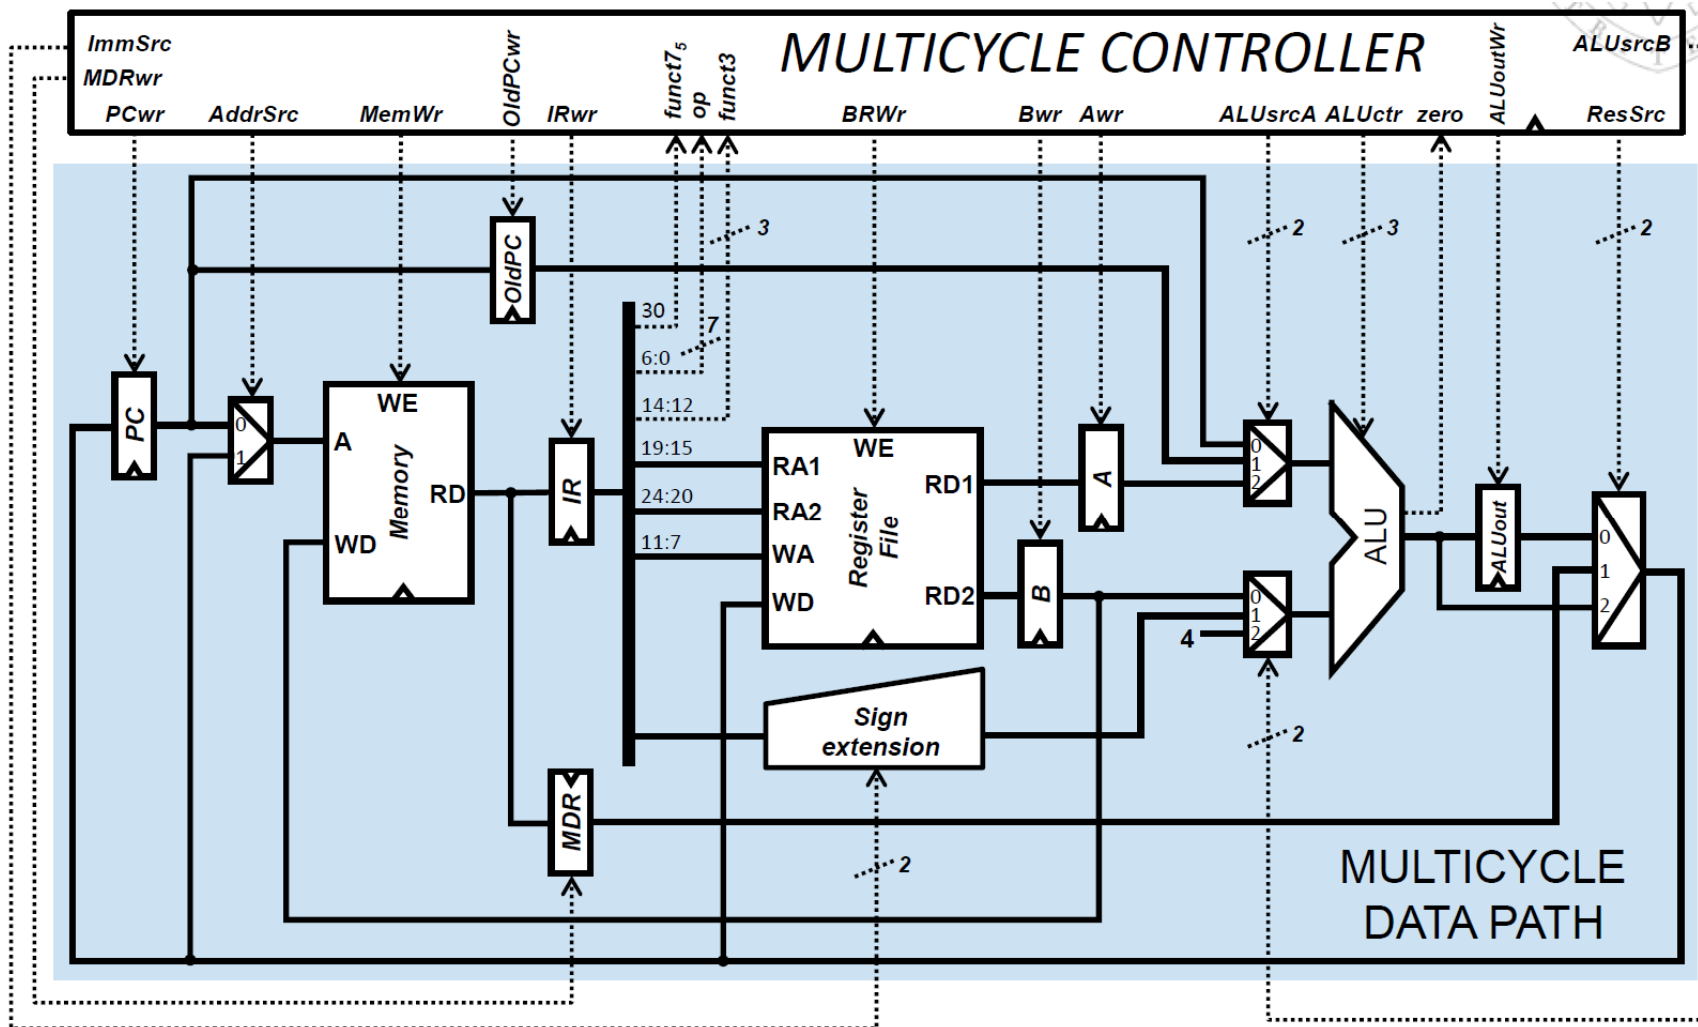 ImmSrc
MDRwr
PCwr
AddrSrc
MemWr
OldPCwr
IRwr
funct7₅
op
funct3
MULTICYCLE CONTROLLER
BRWr
Bwr
Awr
ALUsrcA
ALUctr
zero
ALUoutWr
ALUsrcB
ResSrc
3
2
3
2
OldPC
30
7
6:0
14:12
19:15
24:20
11:7
PC
0
1
WE
A
Memory
RD
WD
IR
WE
RA1
RD1
RA2
WA
Register
File
WD
RD2
A
B
0
1
2
0
1
2
4
ALU
ALUout
0
1
2
Sign
extension
2
MDR
2
MULTICYCLE
DATA PATH